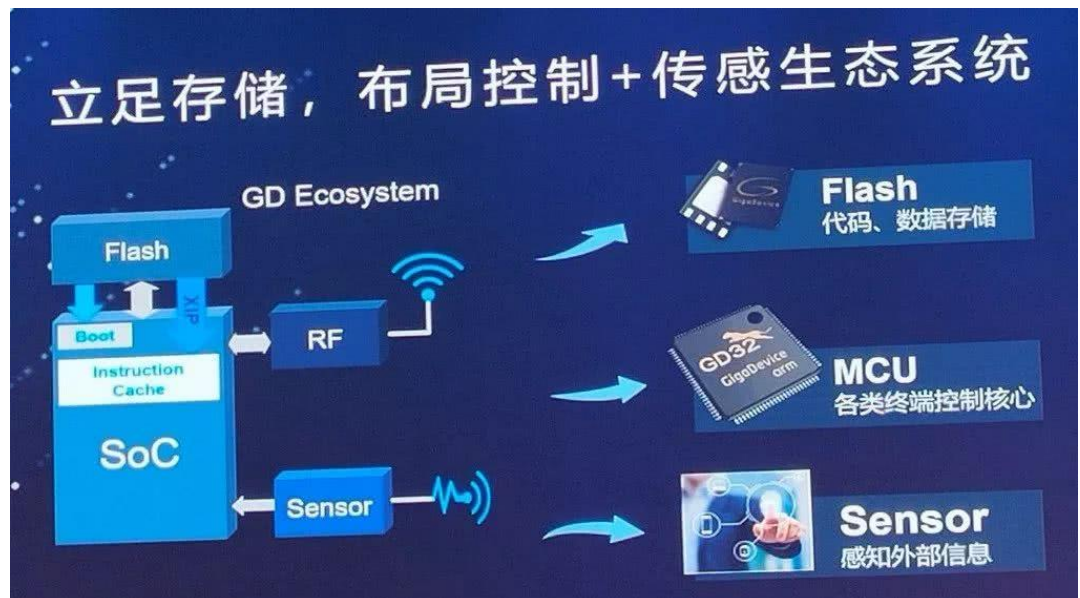 立足存储，布局控制+传感生态系统
GD Ecosystem
Flash
XIP
Boot
Instruction
Cache
SoC
RF
Sensor
GigaDevice
Flash
代码、数据存储
GD32
GigaDevice
arm
MCU
各类终端控制核心
Sensor
感知外部信息